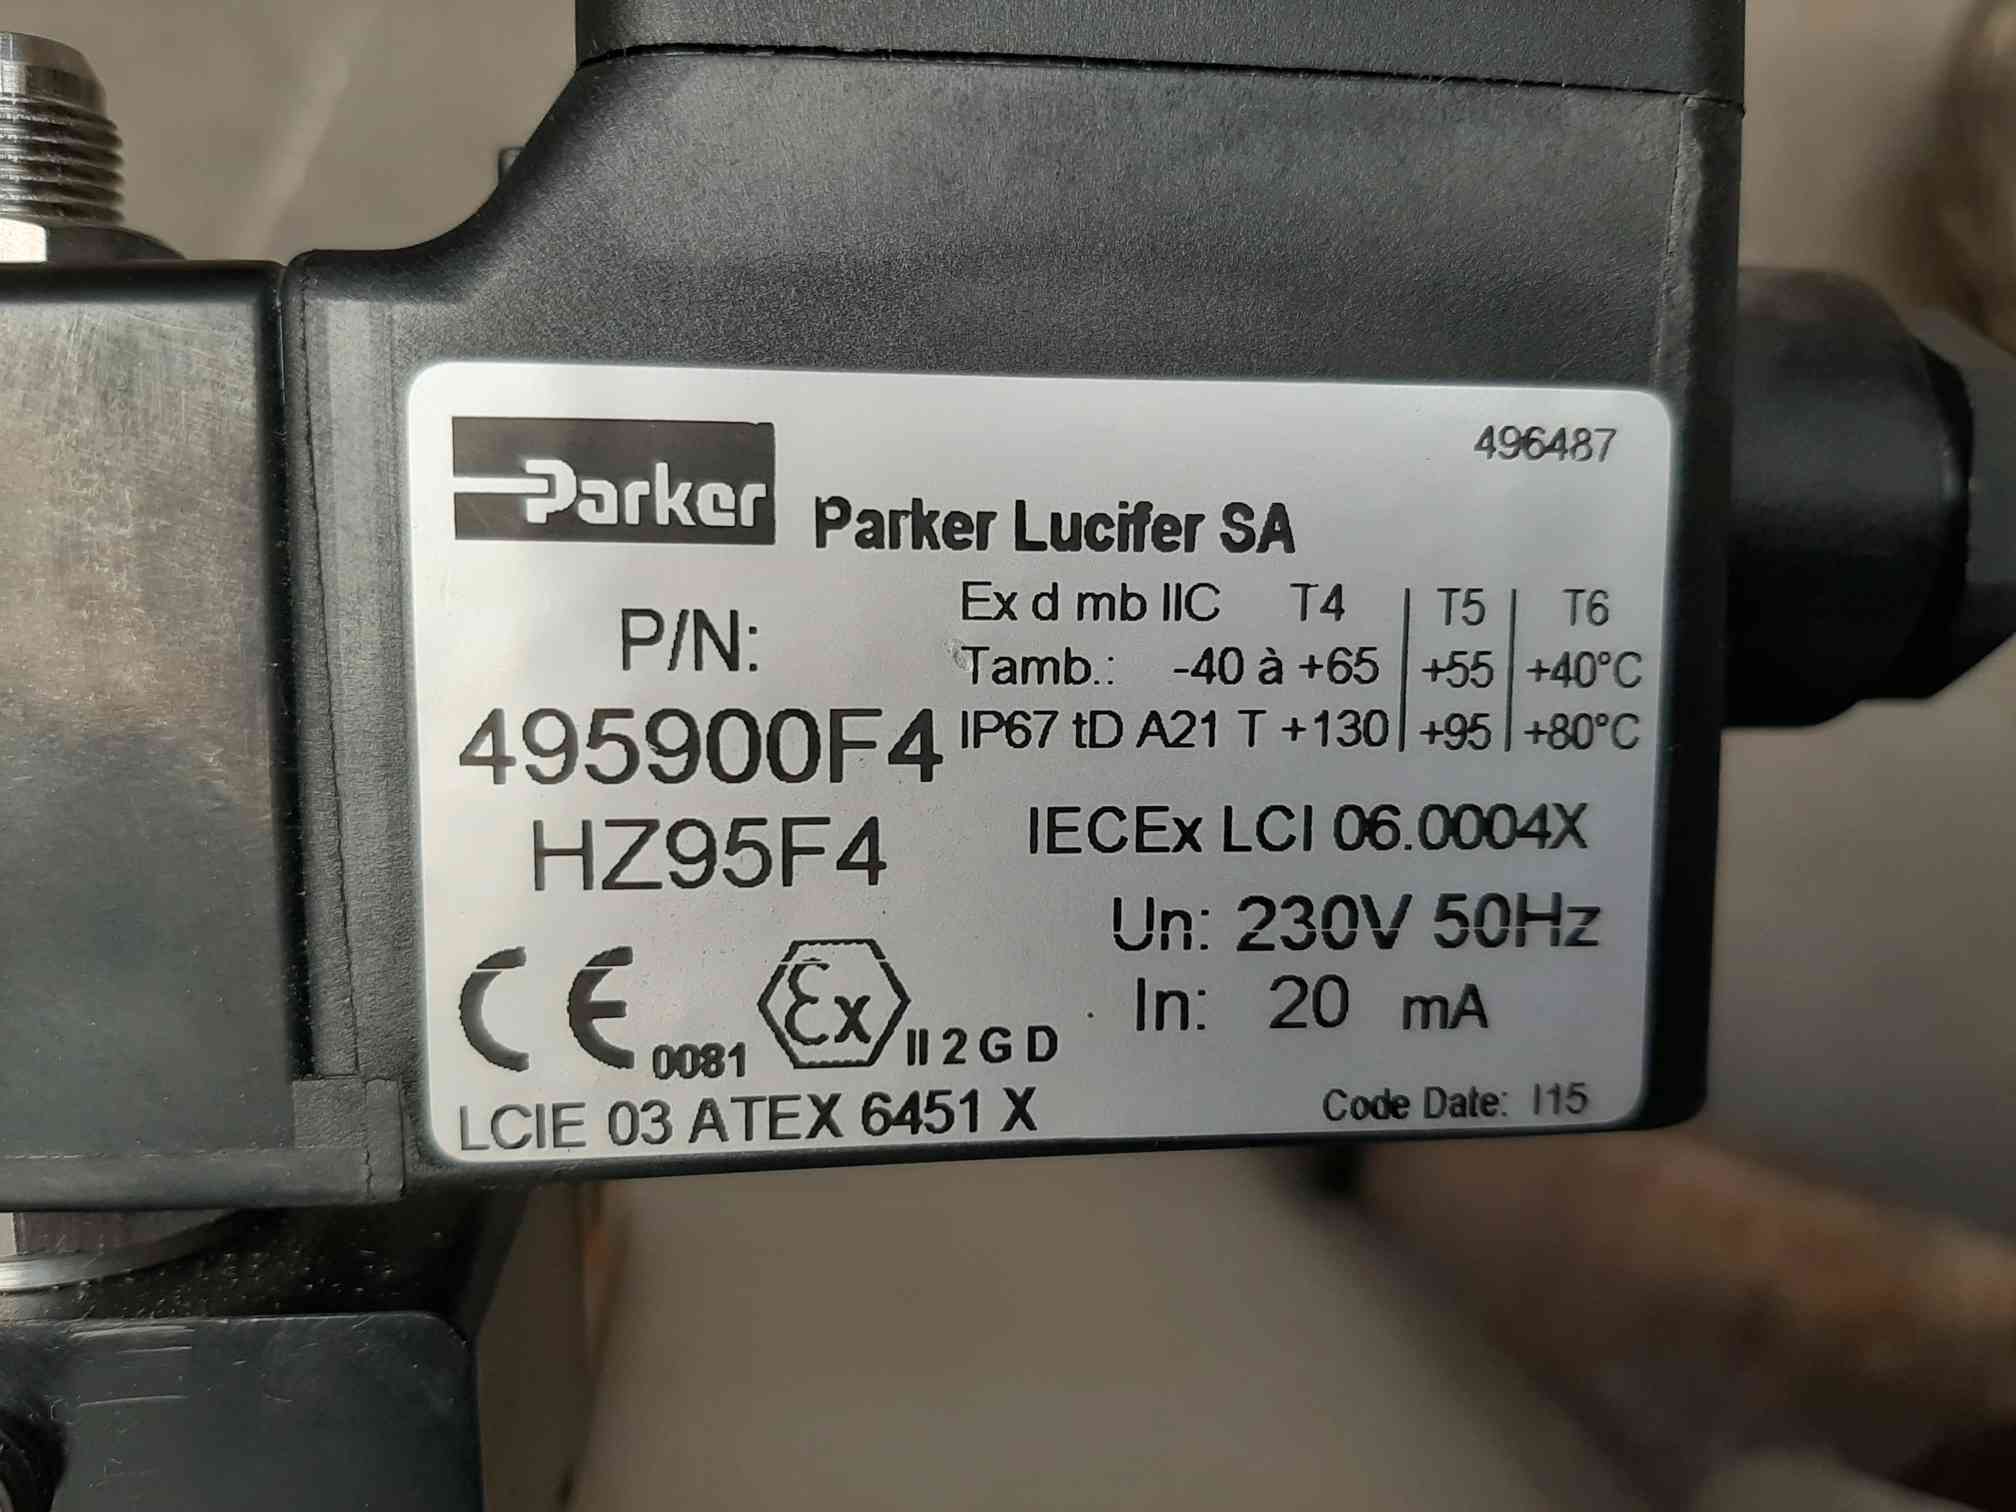 496487
Parker Parker Lucifer SA
P/N:
495900F4
HZ95F4
Ex d mb IIC T4 | T5 | T6
Tamb.: -40 à +65 | +55 | +40°C
IP67 tD A21 T +130 | +95 | +80°C
IECEx LCI 06.0004X
Un: 230V 50Hz
In: 20 mA
CE 0081 Ex II 2 G D
LCIE 03 ATEX 6451 X
Code Date: I15